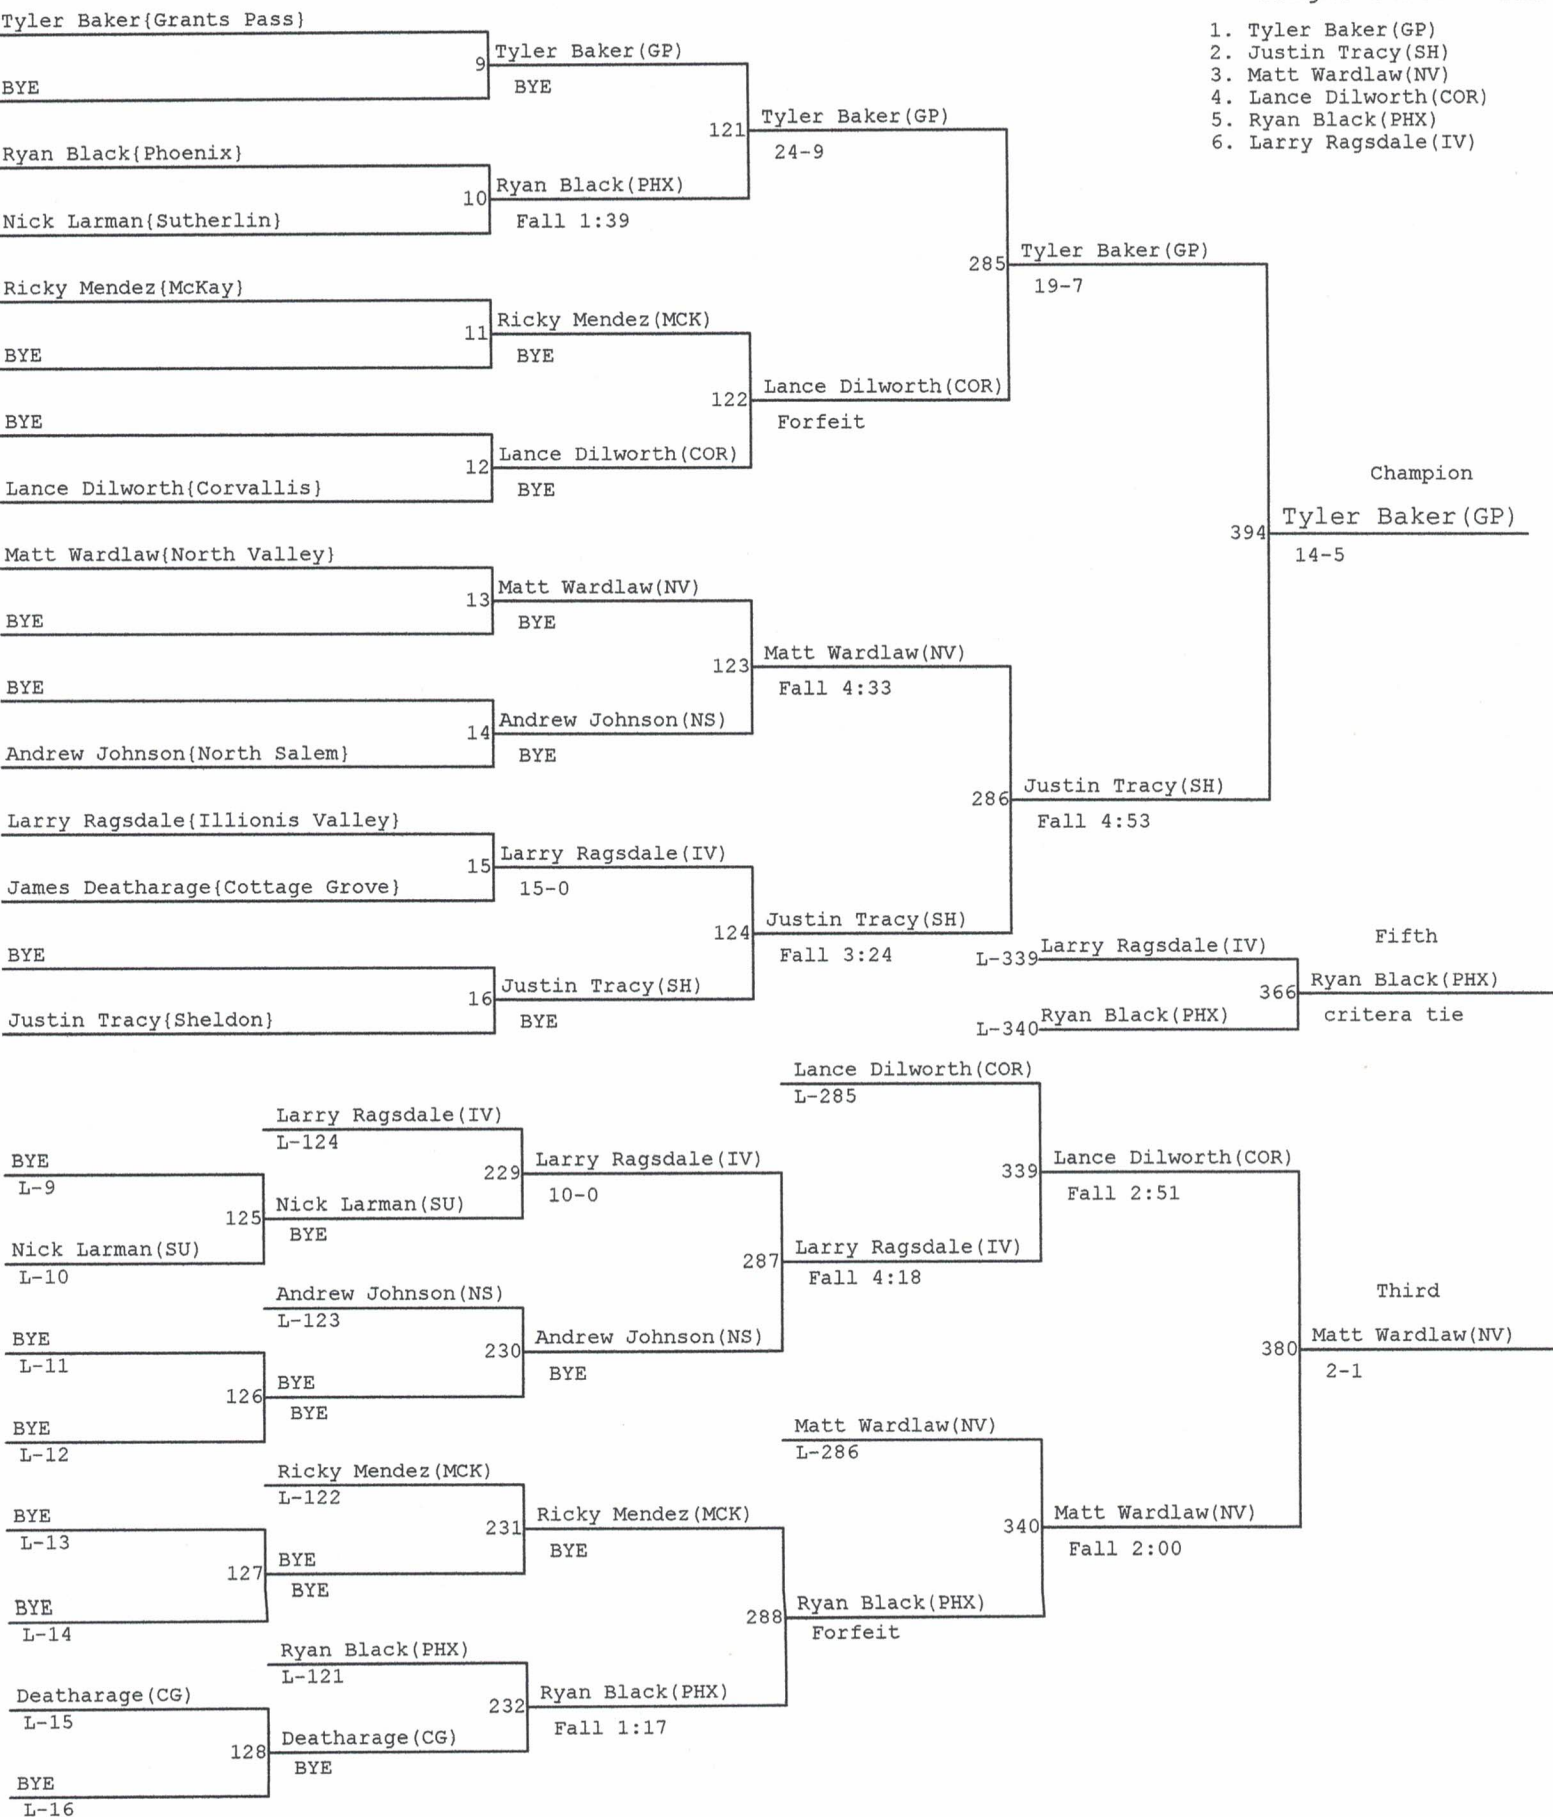 1. Tyler Baker(GP)
2. Justin Tracy(SH)
3. Matt Wardlaw(NV)
4. Lance Dilworth(COR)
5. Ryan Black(PHX)
6. Larry Ragsdale(IV)
Tyler Baker{Grants Pass}
BYE
Ryan Black{Phoenix}
Nick Larman{Sutherlin}
Ricky Mendez{McKay}
BYE
BYE
Lance Dilworth{Corvallis}
Matt Wardlaw{North Valley}
BYE
BYE
Andrew Johnson{North Salem}
Larry Ragsdale{Illionis Valley}
James Deatharage{Cottage Grove}
BYE
Justin Tracy{Sheldon}
9
Tyler Baker(GP)
BYE
10
Ryan Black(PHX)
Fall 1:39
11
Ricky Mendez(MCK)
BYE
12
Lance Dilworth(COR)
BYE
13
Matt Wardlaw(NV)
BYE
14
Andrew Johnson(NS)
BYE
15
Larry Ragsdale(IV)
15-0
16
Justin Tracy(SH)
BYE
121
Tyler Baker(GP)
24-9
122
Lance Dilworth(COR)
Forfeit
123
Matt Wardlaw(NV)
Fall 4:33
124
Justin Tracy(SH)
Fall 3:24
285
Tyler Baker(GP)
19-7
286
Justin Tracy(SH)
Fall 4:53
Champion
394
Tyler Baker(GP)
14-5
Fifth
L-339
Larry Ragsdale(IV)
L-340
Ryan Black(PHX)
366
Ryan Black(PHX)
critera tie
BYE
L-9
Nick Larman(SU)
L-10
BYE
L-11
BYE
L-12
BYE
L-13
BYE
L-14
Deatharage(CG)
L-15
BYE
L-16
Larry Ragsdale(IV)
L-124
125
Nick Larman(SU)
BYE
Andrew Johnson(NS)
L-123
126
BYE
BYE
Ricky Mendez(MCK)
L-122
127
BYE
BYE
Ryan Black(PHX)
L-121
128
Deatharage(CG)
BYE
229
Larry Ragsdale(IV)
10-0
230
Andrew Johnson(NS)
BYE
231
Ricky Mendez(MCK)
BYE
232
Ryan Black(PHX)
Fall 1:17
Lance Dilworth(COR)
L-285
287
Larry Ragsdale(IV)
Fall 4:18
Matt Wardlaw(NV)
L-286
288
Ryan Black(PHX)
Forfeit
339
Lance Dilworth(COR)
Fall 2:51
340
Matt Wardlaw(NV)
Fall 2:00
Third
380
Matt Wardlaw(NV)
2-1